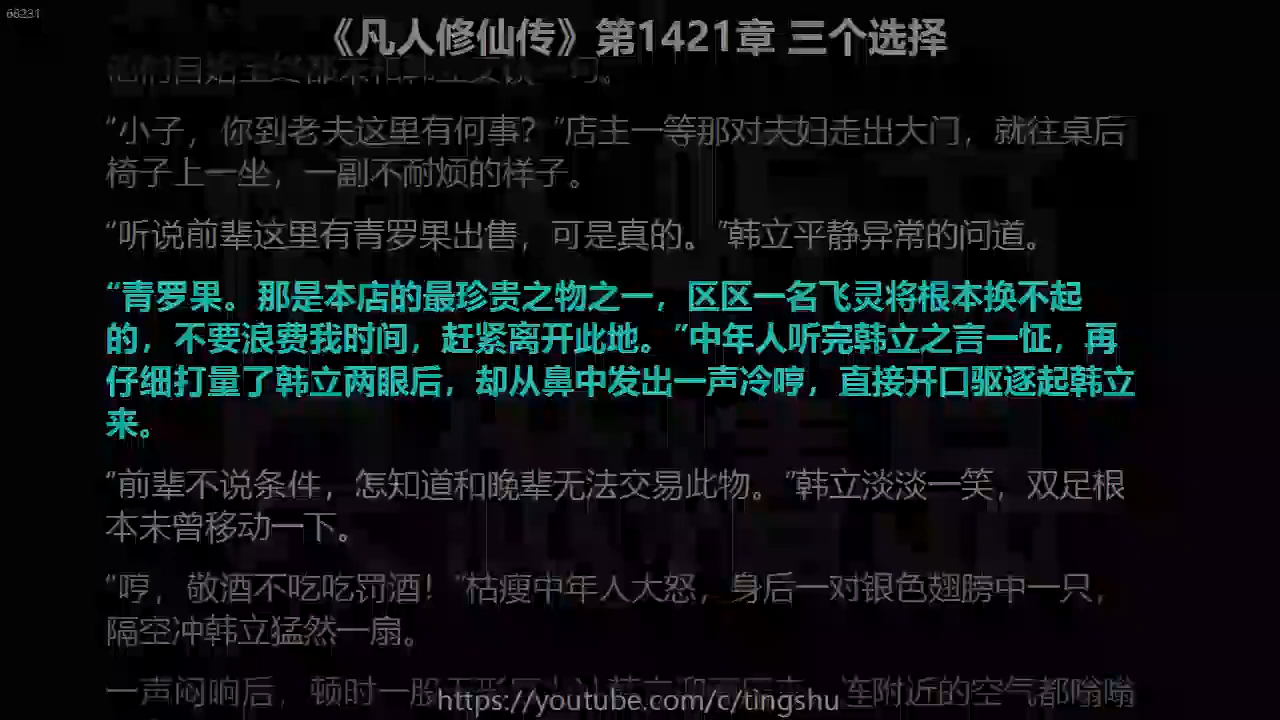 68231
《凡人修仙传》第1421章 三个选择
“小子，你到老夫这里有何事？”店主一等那对夫妇走出大门，就往桌后
椅子上一坐，一副不耐烦的样子。
“听说前辈这里有青罗果出售，可是真的。”韩立平静异常的问道。
“青罗果。那是本店的最珍贵之物之一，区区一名飞灵将根本换不起
的，不要浪费我时间，赶紧离开此地。”中年人听完韩立之言一怔，再
仔细打量了韩立两眼后，却从鼻中发出一声冷哼，直接开口驱逐起韩立
来。
“前辈不说条件，怎知道和晚辈无法交易此物。”韩立淡淡一笑，双足根
本未曾移动一下。
“哼，敬酒不吃吃罚酒！”枯瘦中年人大怒，身后一对银色翅膀中一只，
隔空冲韩立猛然一扇。
一声闷响后，顿时一股
连附近的空气都嗡嗡
https://youtube.com/c/tingshu